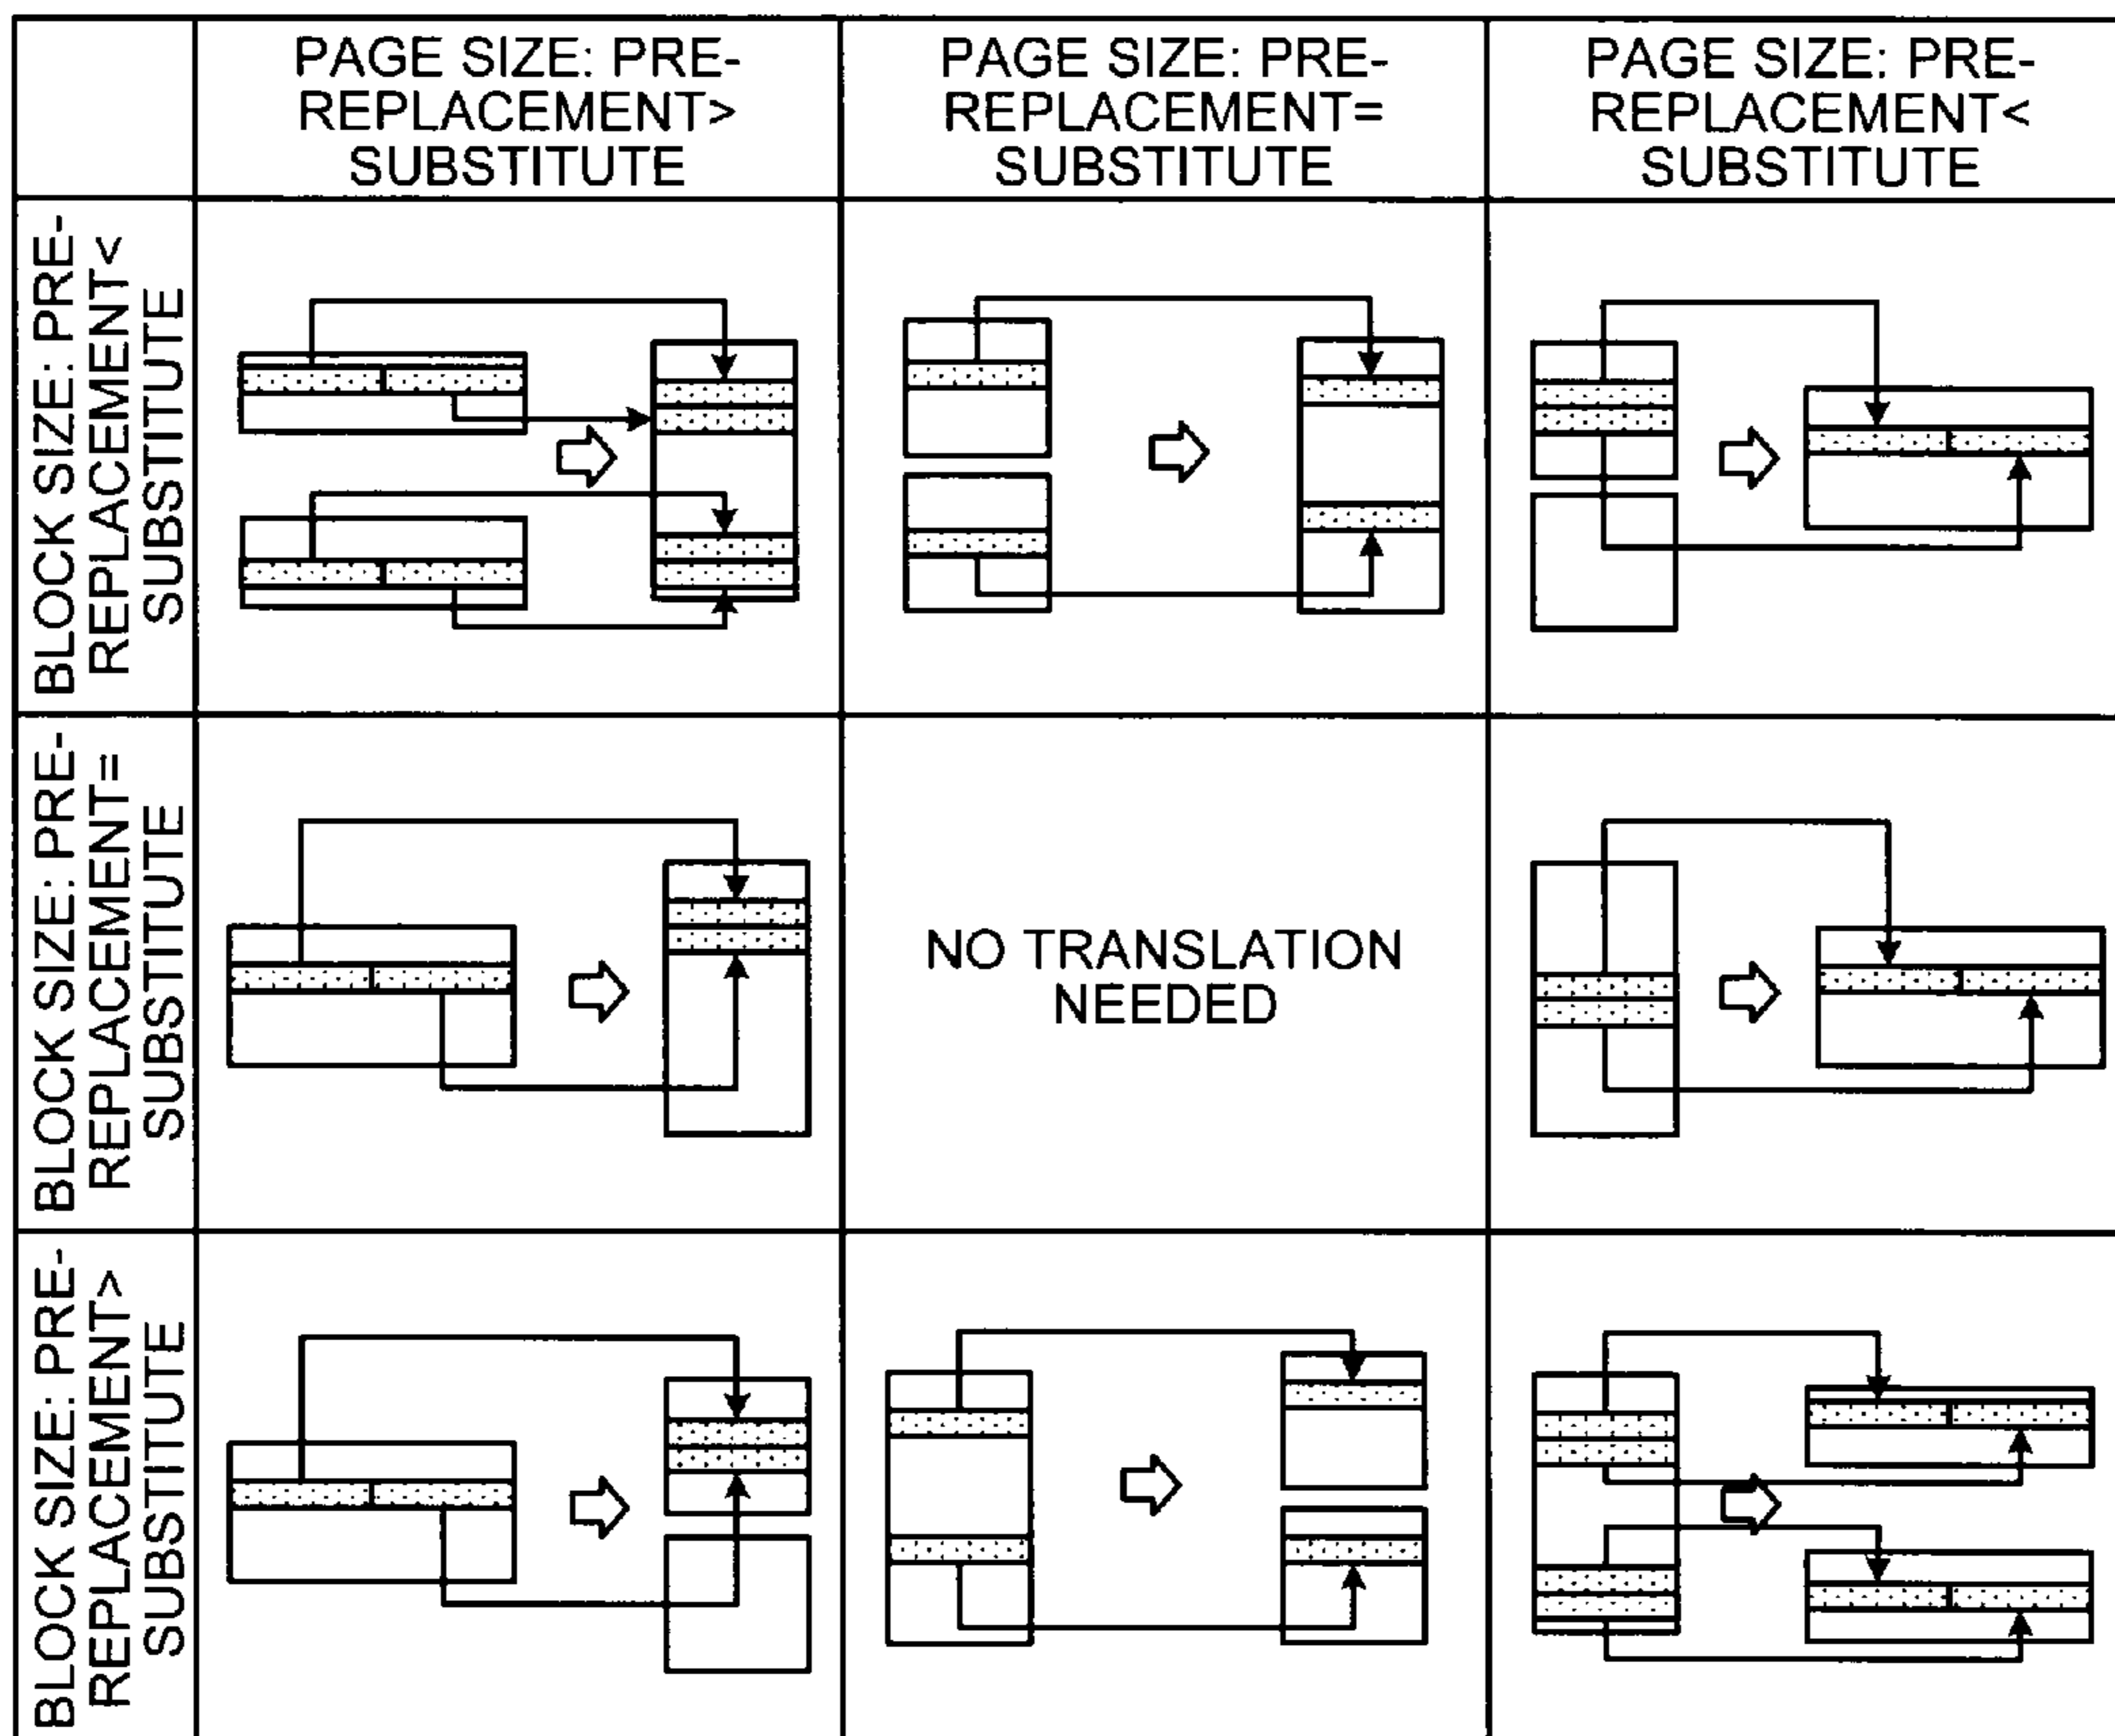 PAGE SIZE: PRE-
REPLACEMENT>
SUBSTITUTE
PAGE SIZE: PRE-
REPLACEMENT=
SUBSTITUTE
PAGE SIZE: PRE-
REPLACEMENT<
SUBSTITUTE
BLOCK SIZE: PRE-
REPLACEMENT<
SUBSTITUTE
BLOCK SIZE: PRE-
REPLACEMENT=
SUBSTITUTE
NO TRANSLATION
NEEDED
BLOCK SIZE: PRE-
REPLACEMENT>
SUBSTITUTE